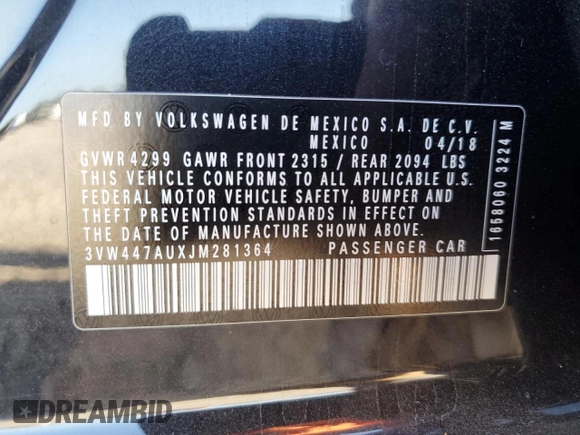 MFD BY VOLKSWAGEN DE MEXICO S.A. DE C.V.
MEXICO 04/18
GVWR 4299 GAWR FRONT 2315 / REAR 2094 LBS
THIS VEHICLE CONFORMS TO ALL APPLICABLE U.S.
FEDERAL MOTOR VEHICLE SAFETY, BUMPER AND
THEFT PREVENTION STANDARDS IN EFFECT ON
THE DATE OF MANUFACTURE SHOWN ABOVE.
3VW447AUXJM281364 PASSENGER CAR
1658060 3224 M
DREAMBID